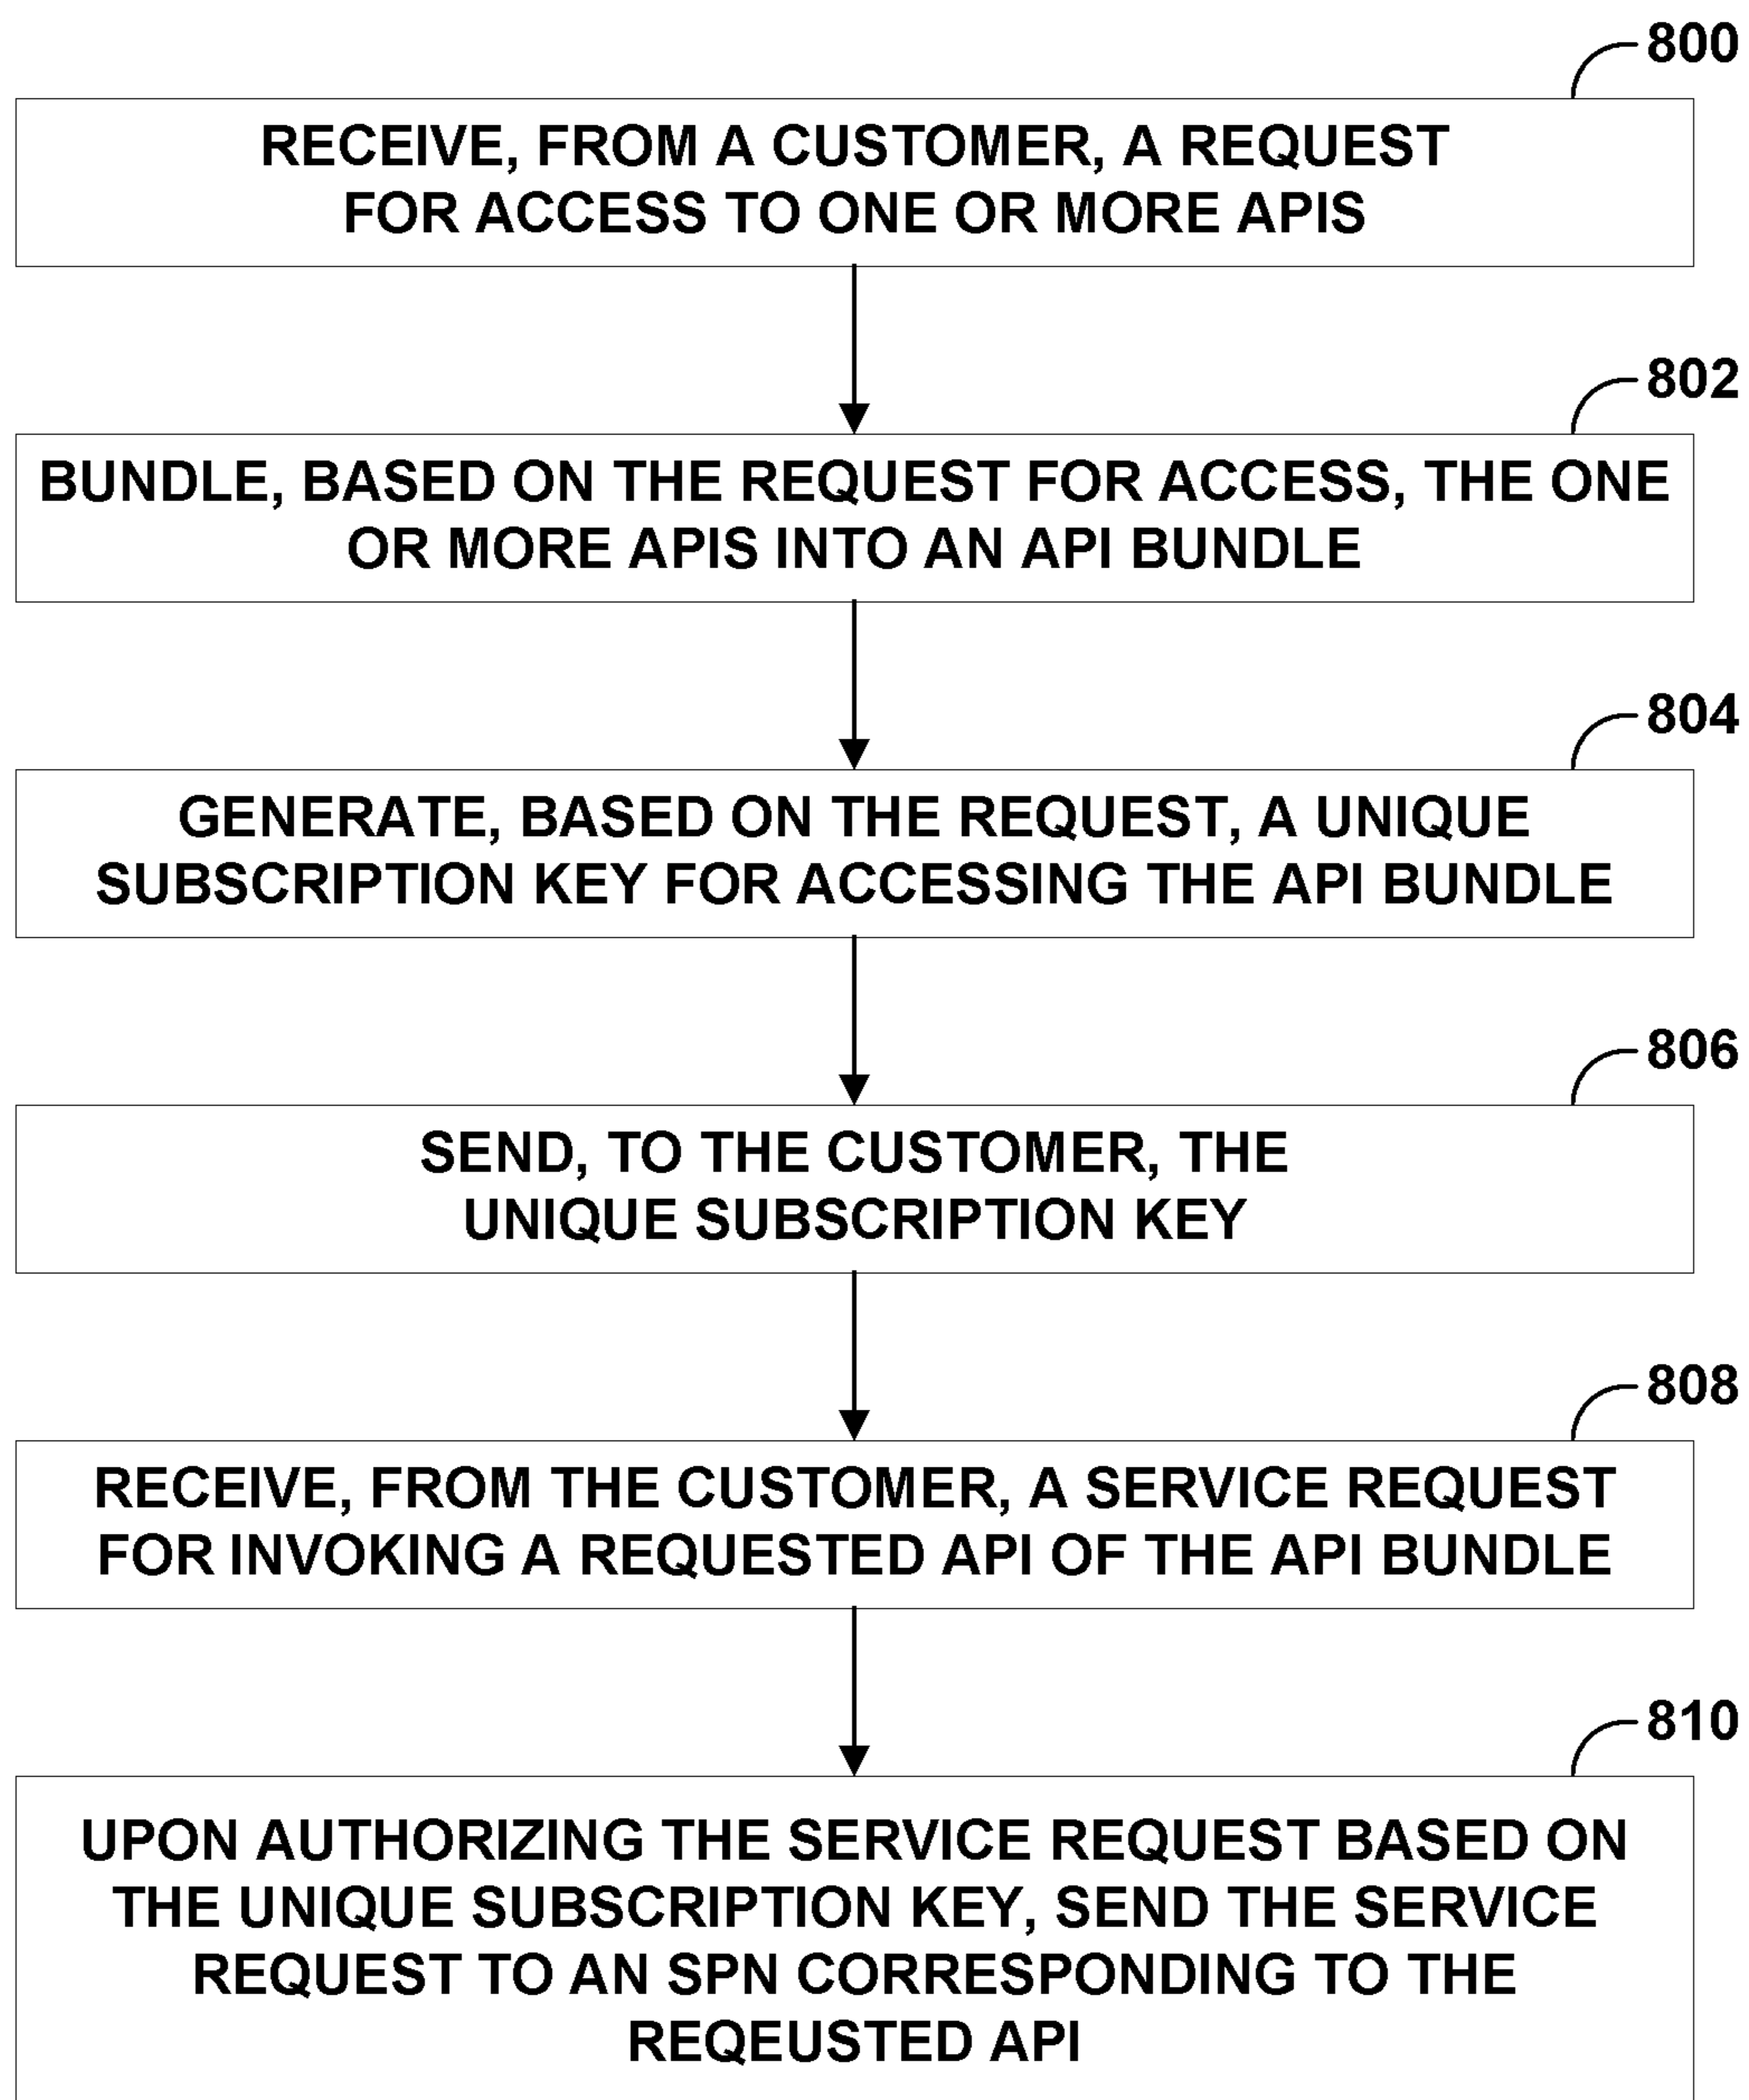 800
RECEIVE, FROM A CUSTOMER, A REQUEST
FOR ACCESS TO ONE OR MORE APIS
802
BUNDLE, BASED ON THE REQUEST FOR ACCESS, THE ONE
OR MORE APIS INTO AN API BUNDLE
804
GENERATE, BASED ON THE REQUEST, A UNIQUE
SUBSCRIPTION KEY FOR ACCESSING THE API BUNDLE
806
SEND, TO THE CUSTOMER, THE
UNIQUE SUBSCRIPTION KEY
808
RECEIVE, FROM THE CUSTOMER, A SERVICE REQUEST
FOR INVOKING A REQUESTED API OF THE API BUNDLE
810
UPON AUTHORIZING THE SERVICE REQUEST BASED ON
THE UNIQUE SUBSCRIPTION KEY, SEND THE SERVICE
REQUEST TO AN SPN CORRESPONDING TO THE
REQEUSTED API